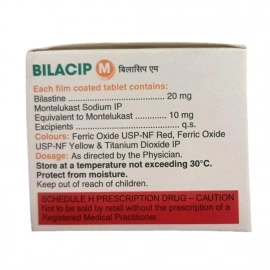 BILACIP M बिलासिप एम
Each film coated tablet contains:
Bilastine ........................................ 20 mg
Montelukast Sodium IP
Equivalent to Montelukast .................. 10 mg
Excipients ........................................ q.s.
Colours: Ferric Oxide USP-NF Red, Ferric Oxide
USP-NF Yellow & Titanium Dioxide IP
Dosage: As directed by the Physician.
Store at a temperature not exceeding 30°C.
Protect from moisture.
Keep out of reach of children.
SCHEDULE H PRESCRIPTION DRUG – CAUTION
Not to be sold by retail without the prescription of a
Registered Medical Practitioner.